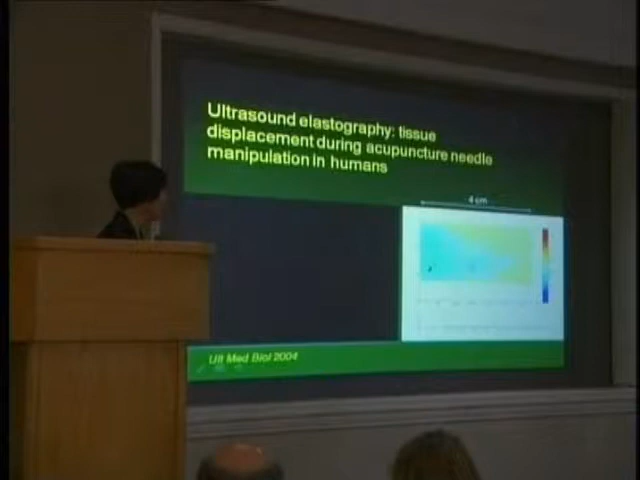 Ultrasound elastography: tissue
displacement during acupuncture needle
manipulation in humans
4 cm
Ult Med Biol 2004